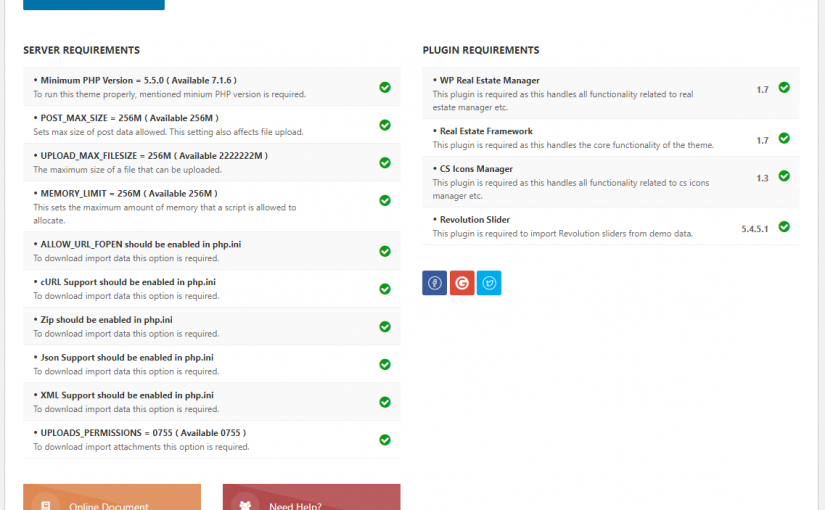 SERVER REQUIREMENTS
• Minimum PHP Version = 5.5.0 ( Available 7.1.6 )
To run this theme properly, mentioned minium PHP version is required.
• POST_MAX_SIZE = 256M ( Available 256M )
Sets max size of post data allowed. This setting also affects file upload.
• UPLOAD_MAX_FILESIZE = 256M ( Available 2222222M )
The maximum size of a file that can be uploaded.
• MEMORY_LIMIT = 256M ( Available 256M )
This sets the maximum amount of memory that a script is allowed to
allocate.
• ALLOW_URL_FOPEN should be enabled in php.ini
To download import data this option is required.
• cURL Support should be enabled in php.ini
To download import data this option is required.
• Zip should be enabled in php.ini
To download import data this option is required.
• Json Support should be enabled in php.ini
To download import data this option is required.
• XML Support should be enabled in php.ini
To download import data this option is required.
• UPLOADS_PERMISSIONS = 0755 ( Available 0755 )
To download import attachments this option is required.
Online Document
Need Help?
PLUGIN REQUIREMENTS
• WP Real Estate Manager
This plugin is required as this handles all functionality related to real
estate manager etc.
1.7
• Real Estate Framework
This plugin is required as this handles the core functionality of the theme.
1.7
• CS Icons Manager
This plugin is required as this handles all functionality related to cs icons
manager etc.
1.3
• Revolution Slider
This plugin is required to import Revolution sliders from demo data.
5.4.5.1